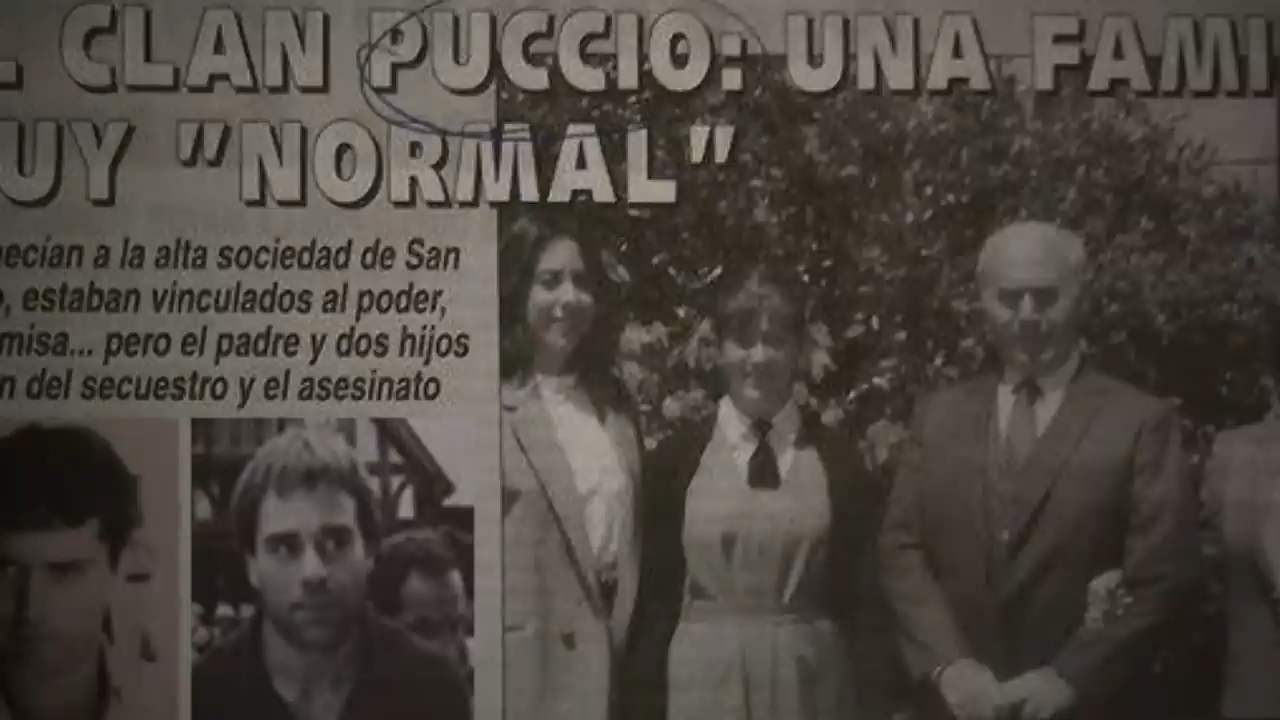 L CLAN PUCCIO: UNA FAMI
UY "NORMAL"
necían a la alta sociedad de San
o, estaban vinculados al poder,
misa... pero el padre y dos hijos
n del secuestro y el asesinato